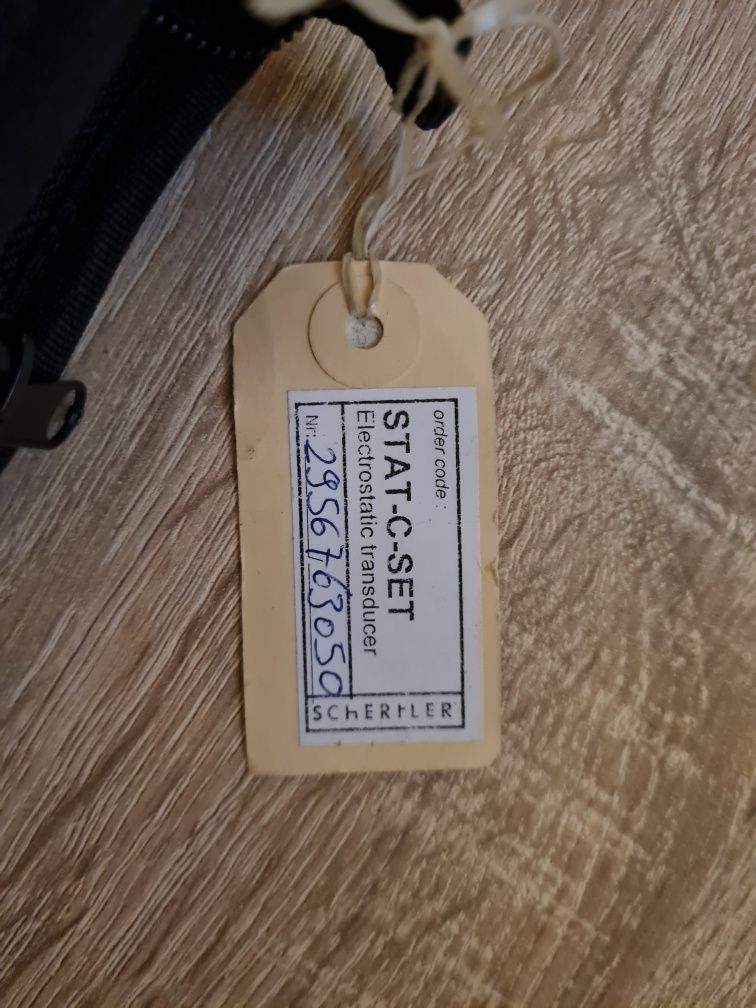 order code :
STAT-C-SET
Electrostatic transducer
Nr: 2956763050
SCHERTLER